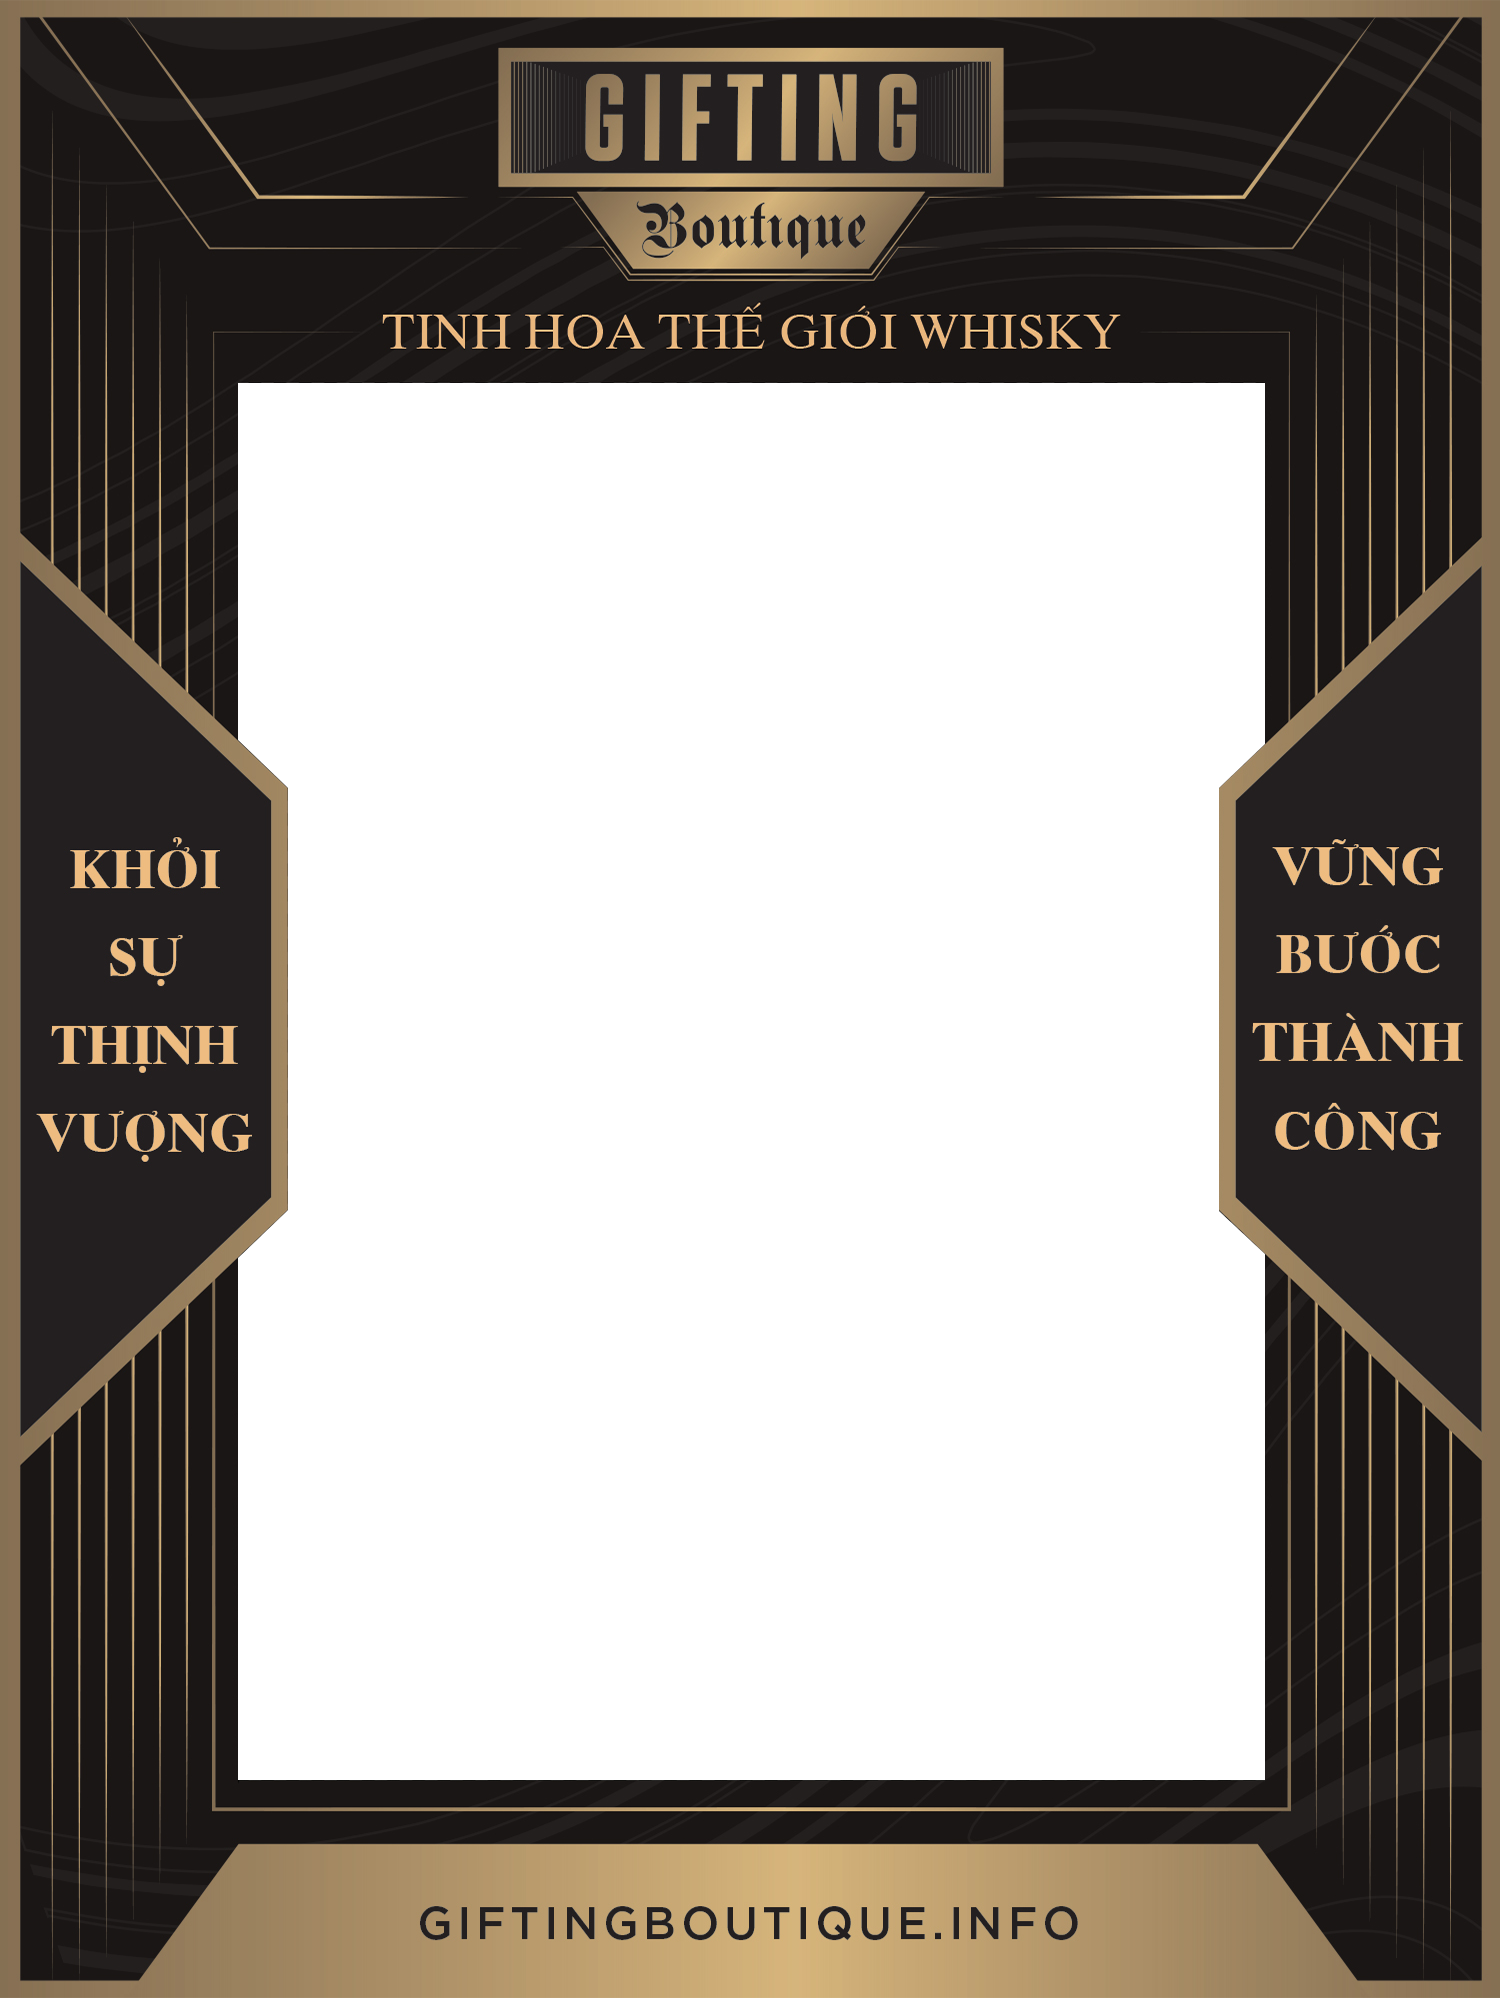 GIFTING
Boutique
TINH HOA THẾ GIỚI WHISKY
KHỞI
SỰ
THỊNH
VƯỢNG
VỮNG
BƯỚC
THÀNH
CÔNG
GIFTINGBOUTIQUE.INFO